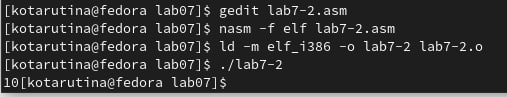 [kotarutina@fedora lab07]$ gedit lab7-2.asm
[kotarutina@fedora lab07]$ nasm -f elf lab7-2.asm
[kotarutina@fedora lab07]$ ld -m elf_i386 -o lab7-2 lab7-2.o
[kotarutina@fedora lab07]$ ./lab7-2
10[kotarutina@fedora lab07]$